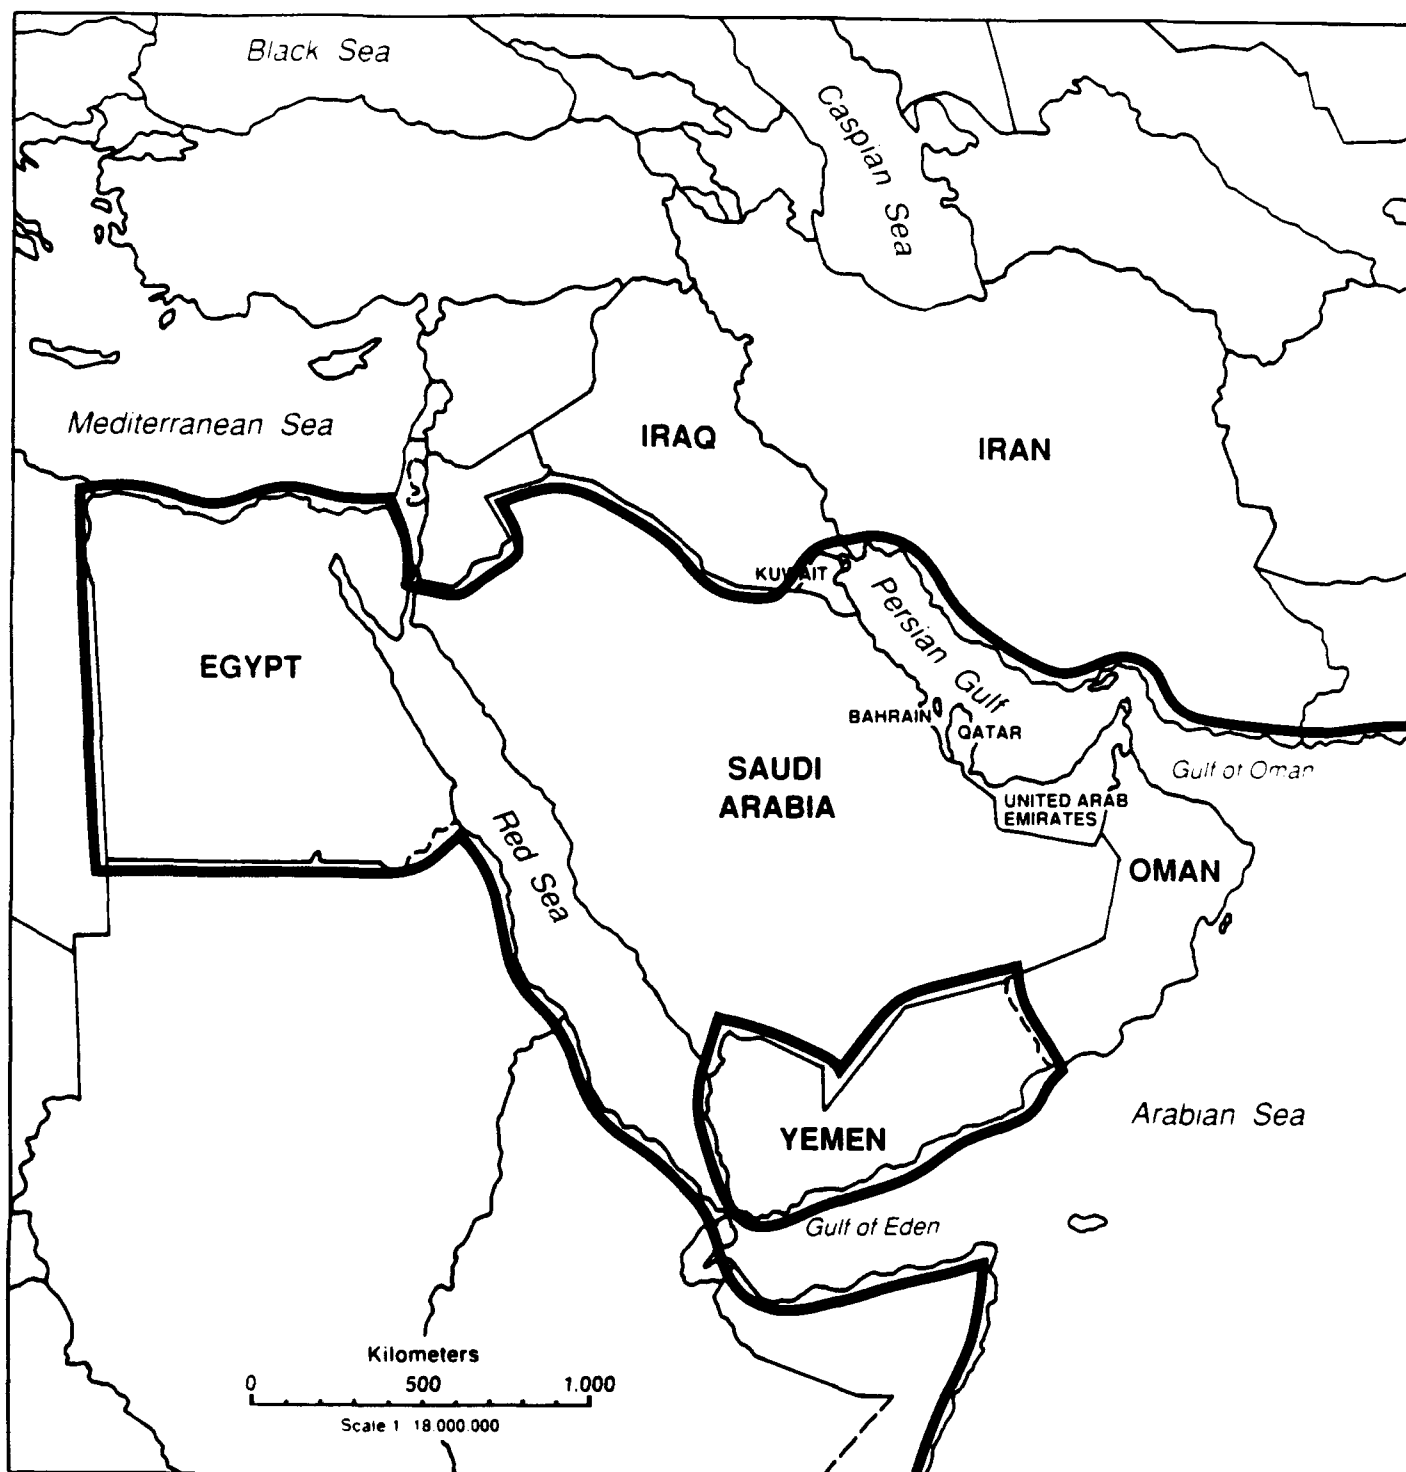 Black Sea
Caspian Sea
Mediterranean Sea
IRAQ
IRAN
KUWAIT
Persian Gulf
EGYPT
BAHRAIN
QATAR
SAUDI
ARABIA
Gulf of Oman
UNITED ARAB
EMIRATES
Red Sea
OMAN
Arabian Sea
YEMEN
Gulf of Eden
Kilometers
0 500 1.000
Scale 1 18.000.000